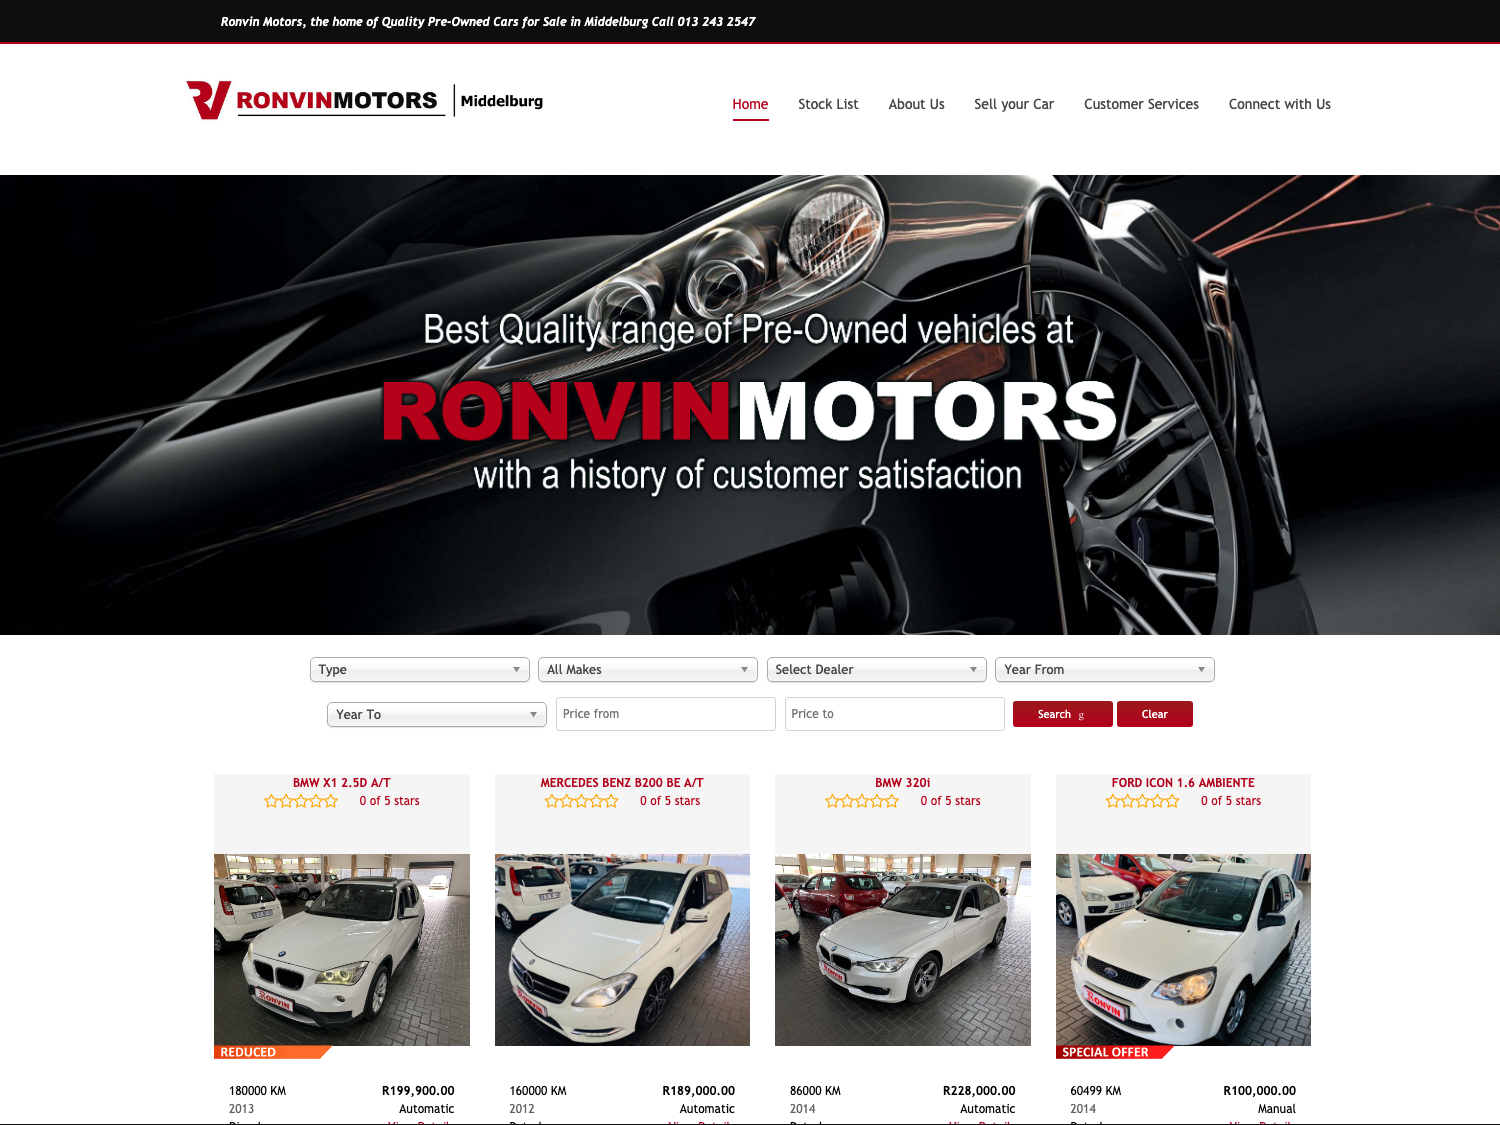 Ronvin Motors, the home of Quality Pre-Owned Cars for Sale in Middelburg Call 013 243 2547
RONVINMOTORS Middelburg
Home Stock List About Us Sell your Car Customer Services Connect with Us
Best Quality range of Pre-Owned vehicles at
RONVINMOTORS
with a history of customer satisfaction
Type All Makes Select Dealer Year From
Year To Price from Price to Search g Clear
BMW X1 2.5D A/T MERCEDES BENZ B200 BE A/T BMW 320i FORD ICON 1.6 AMBIENTE
0 of 5 stars 0 of 5 stars 0 of 5 stars 0 of 5 stars
RONVIN RONVIN RONVIN RONVIN
REDUCED SPECIAL OFFER
180000 KM R199,900.00 160000 KM R189,000.00 86000 KM R228,000.00 60499 KM R100,000.00
2013 Automatic 2012 Automatic 2014 Automatic 2014 Manual